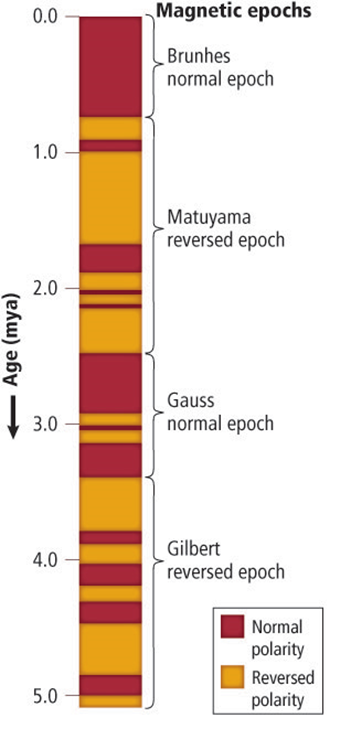 Magnetic epochs
0.0
Brunhes
normal epoch
1.0
Matuyama
reversed epoch
2.0
Age (mya)
Gauss
normal epoch
3.0
4.0
Gilbert
reversed epoch
5.0
Normal
polarity
Reversed
polarity